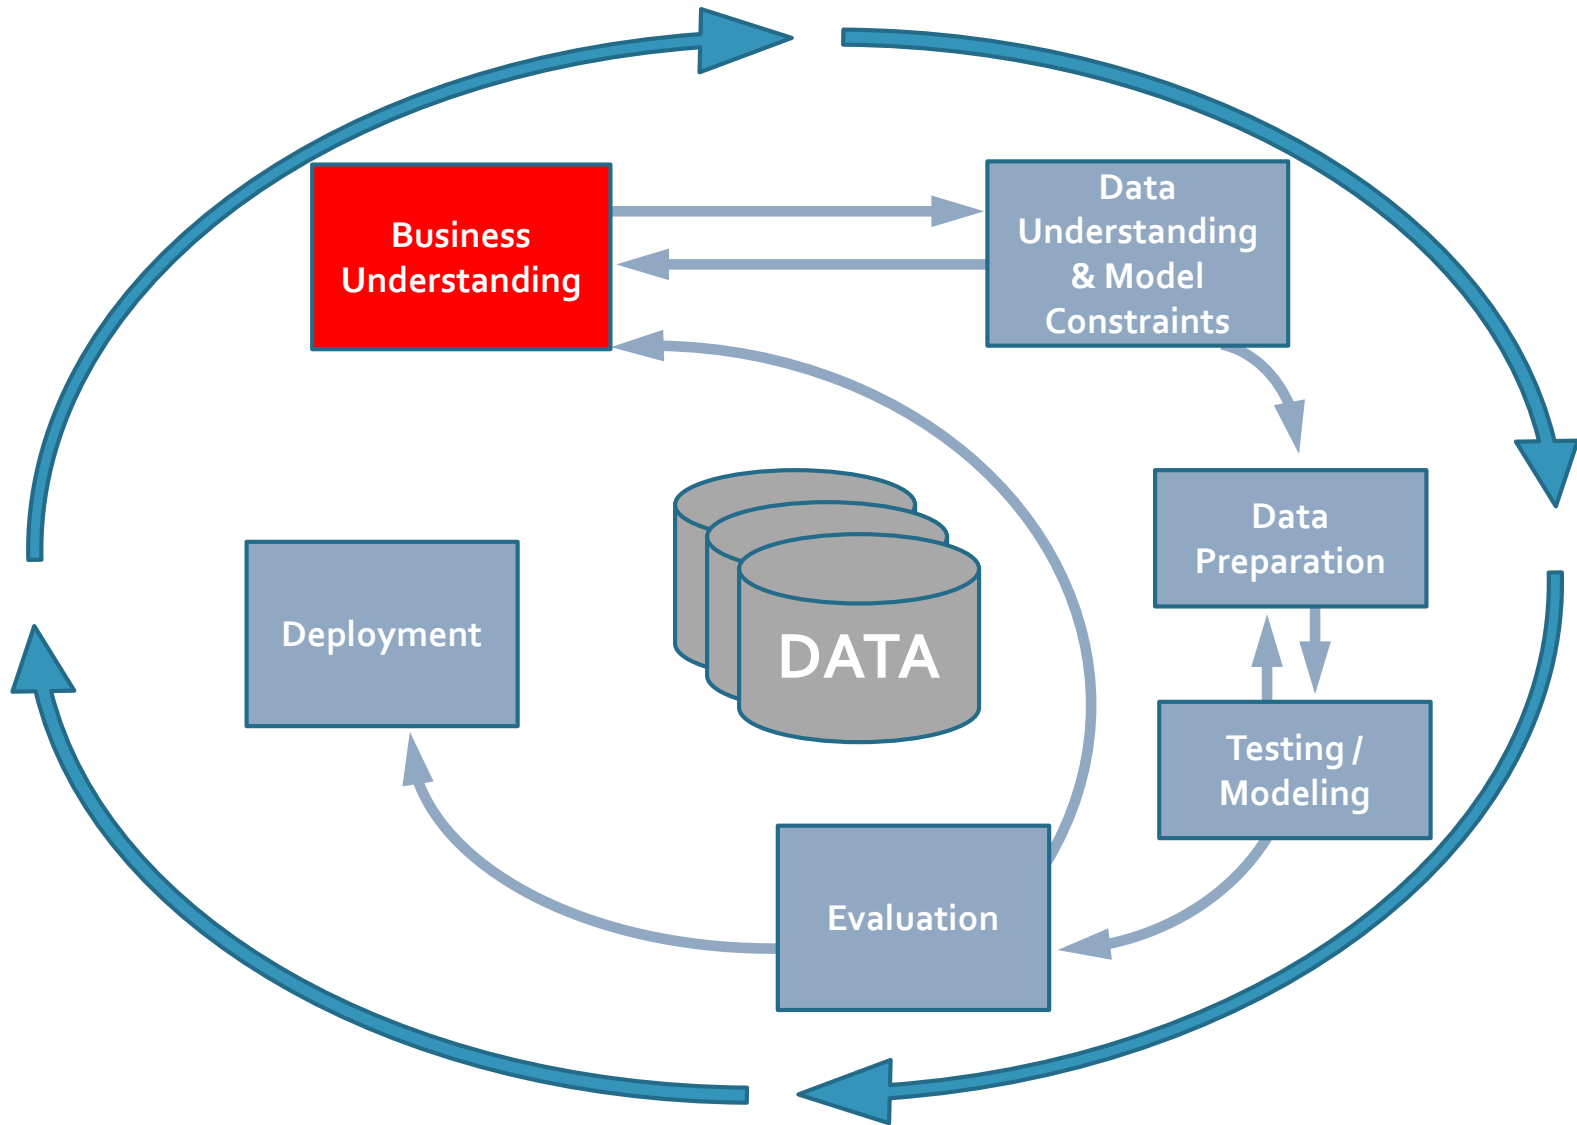 Business
Understanding
Data
Understanding
& Model
Constraints
Data
Preparation
Testing /
Modeling
Evaluation
Deployment
DATA